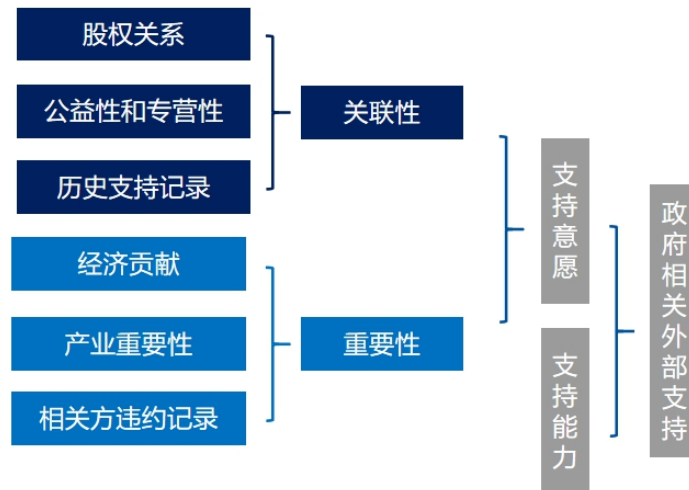 股权关系
公益性和专营性
历史支持记录
关联性
经济贡献
产业重要性
相关方违约记录
重要性
支持意愿
支持能力
政府相关外部支持